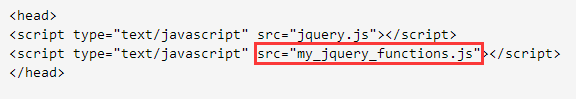 <head>
<script type="text/javascript" src="jquery.js"></script>
<script type="text/javascript" src="my_jquery_functions.js"></script>
</head>